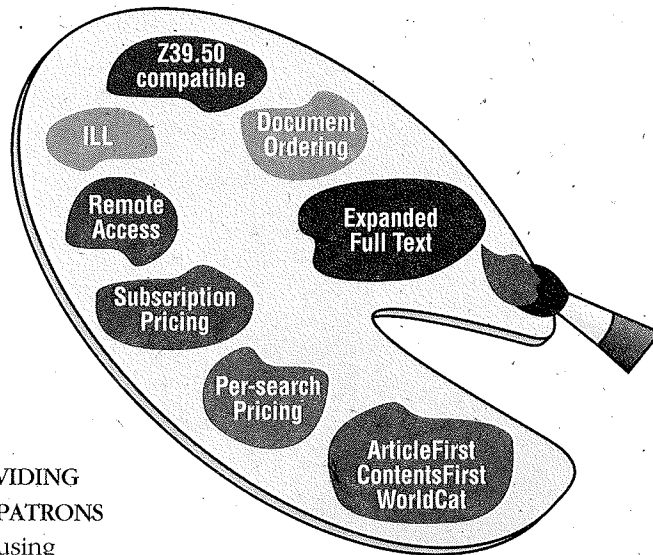 Z39.50
compatible
ILL
Document
Ordering
Remote
Access
Expanded
Full Text
Subscription
Pricing
Per-search
Pricing
ArticleFirst
ContentsFirst
WorldCat
VIDING
PATRONS
using